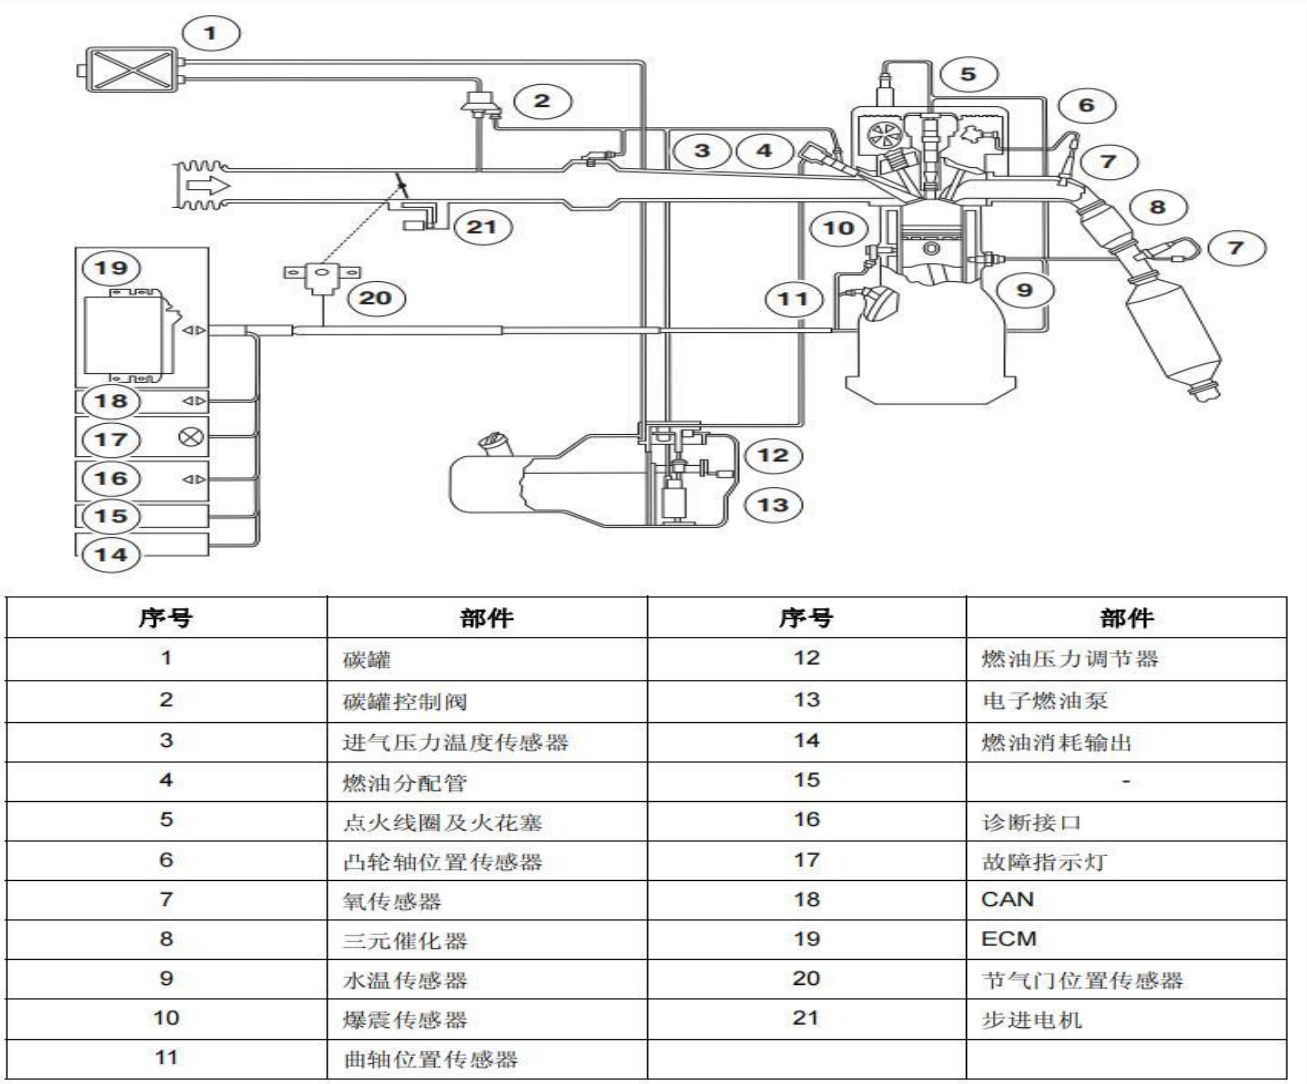 1
2
5
6
3
4
7
8
21
10
7
19
20
11
9
18
17
12
16
13
15
14
序号 部件 序号 部件
1 碳罐 12 燃油压力调节器
2 碳罐控制阀 13 电子燃油泵
3 进气压力温度传感器 14 燃油消耗输出
4 燃油分配管 15 -
5 点火线圈及火花塞 16 诊断接口
6 凸轮轴位置传感器 17 故障指示灯
7 氧传感器 18 CAN
8 三元催化器 19 ECM
9 水温传感器 20 节气门位置传感器
10 爆震传感器 21 步进电机
11 曲轴位置传感器